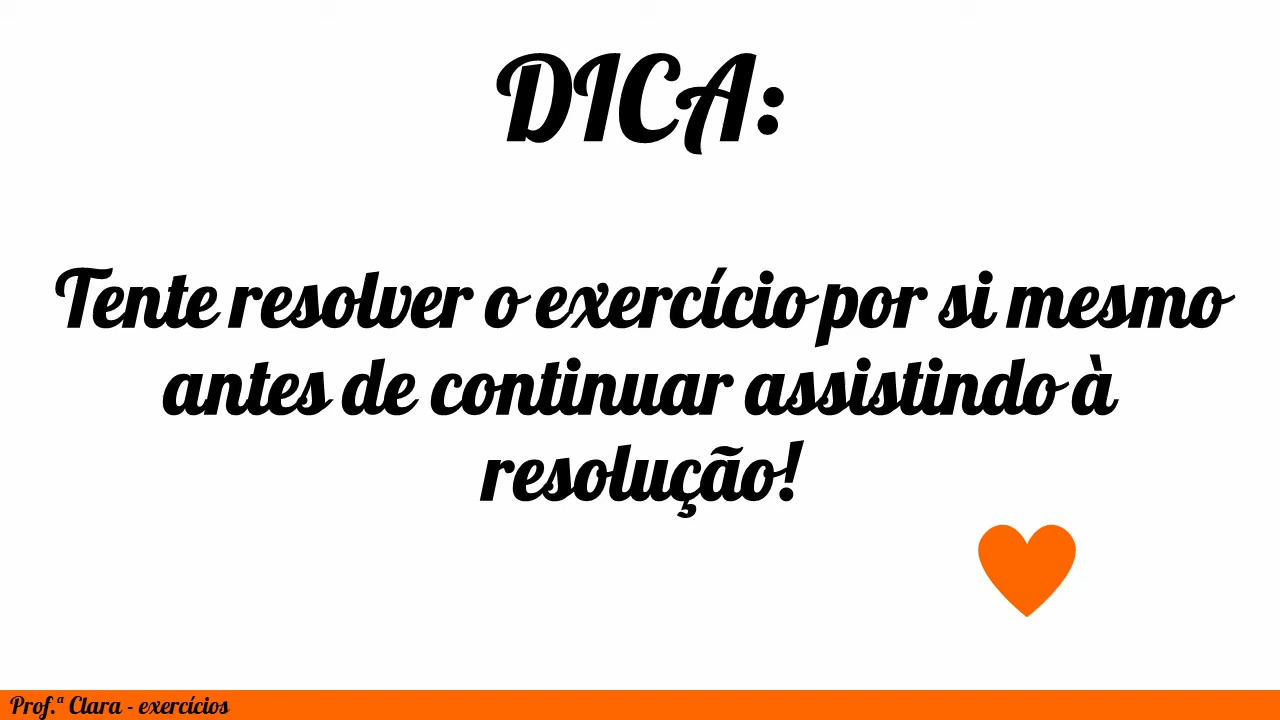 DICA:
Tente resolver o exercício por si mesmo
antes de continuar assistindo à
resolução!
Prof.ª Clara - exercícios